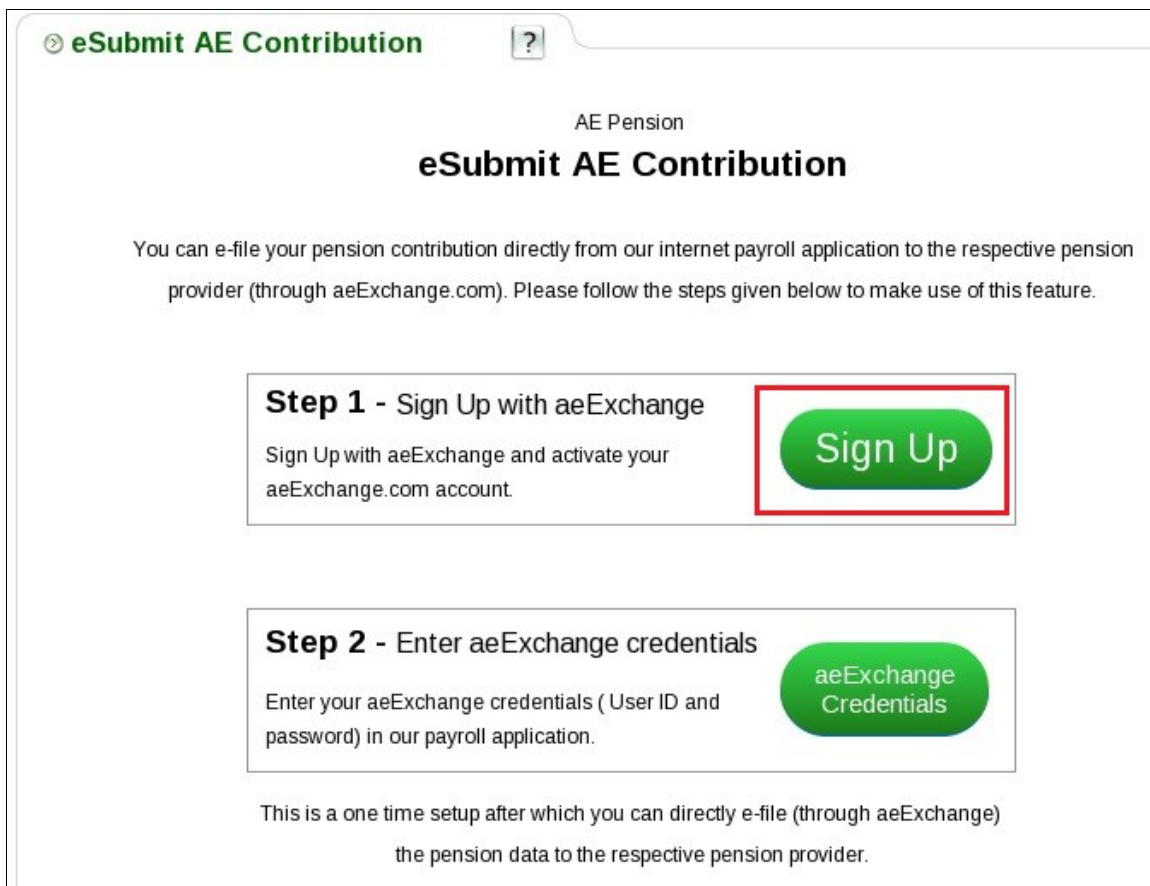 eSubmit AE Contribution ?
AE Pension
eSubmit AE Contribution
You can e-file your pension contribution directly from our internet payroll application to the respective pension
provider (through aeExchange.com). Please follow the steps given below to make use of this feature.
Step 1 - Sign Up with aeExchange
Sign Up with aeExchange and activate your
aeExchange.com account.
Sign Up
Step 2 - Enter aeExchange credentials
Enter your aeExchange credentials ( User ID and
password) in our payroll application.
aeExchange
Credentials
This is a one time setup after which you can directly e-file (through aeExchange)
the pension data to the respective pension provider.